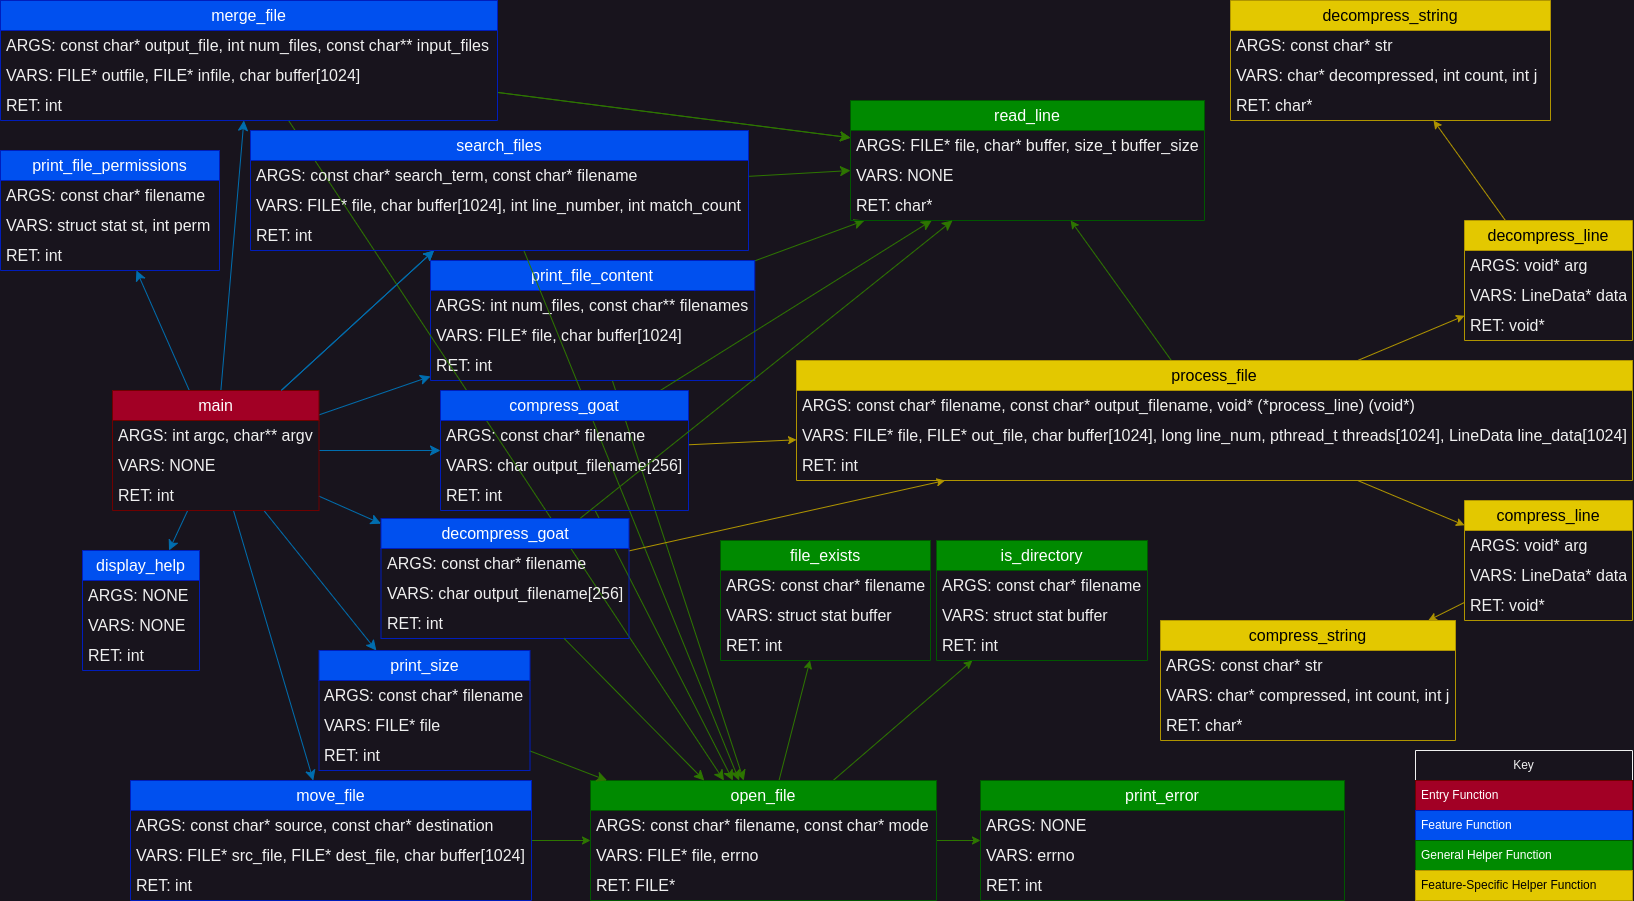 merge_file
ARGS: const char* output_file, int num_files, const char** input_files
VARS: FILE* outfile, FILE* infile, char buffer[1024]
RET: int
decompress_string
ARGS: const char* str
VARS: char* decompressed, int count, int j
RET: char*
read_line
ARGS: FILE* file, char* buffer, size_t buffer_size
VARS: NONE
RET: char*
search_files
ARGS: const char* search_term, const char* filename
VARS: FILE* file, char buffer[1024], int line_number, int match_count
RET: int
print_file_permissions
ARGS: const char* filename
VARS: struct stat st, int perm
RET: int
decompress_line
ARGS: void* arg
VARS: LineData* data
RET: void*
print_file_content
ARGS: int num_files, const char** filenames
VARS: FILE* file, char buffer[1024]
RET: int
process_file
ARGS: const char* filename, const char* output_filename, void* (*process_line) (void*)
VARS: FILE* file, FILE* out_file, char buffer[1024], long line_num, pthread_t threads[1024], LineData line_data[1024]
RET: int
main
ARGS: int argc, char** argv
VARS: NONE
RET: int
compress_goat
ARGS: const char* filename
VARS: char output_filename[256]
RET: int
compress_line
ARGS: void* arg
VARS: LineData* data
RET: void*
decompress_goat
ARGS: const char* filename
VARS: char output_filename[256]
RET: int
file_exists
ARGS: const char* filename
VARS: struct stat buffer
RET: int
is_directory
ARGS: const char* filename
VARS: struct stat buffer
RET: int
display_help
ARGS: NONE
VARS: NONE
RET: int
compress_string
ARGS: const char* str
VARS: char* compressed, int count, int j
RET: char*
print_size
ARGS: const char* filename
VARS: FILE* file
RET: int
move_file
ARGS: const char* source, const char* destination
VARS: FILE* src_file, FILE* dest_file, char buffer[1024]
RET: int
open_file
ARGS: const char* filename, const char* mode
VARS: FILE* file, errno
RET: FILE*
print_error
ARGS: NONE
VARS: errno
RET: int
Key
Entry Function
Feature Function
General Helper Function
Feature-Specific Helper Function